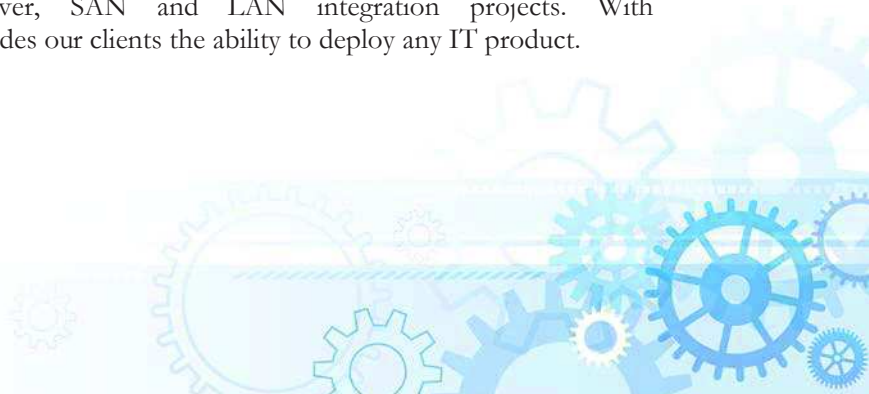 ver, SAN and LAN integration projects. With
des our clients the ability to deploy any IT product.